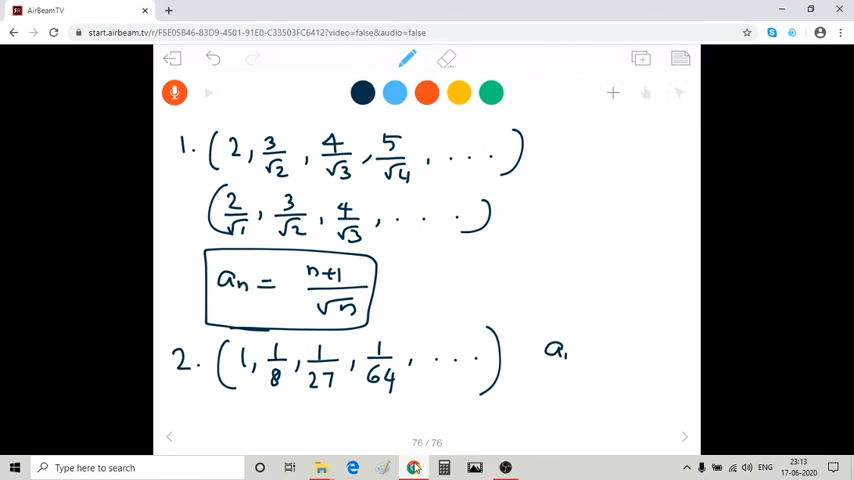 AirBeamTV
start.airbeam.tv/r/F5E05B46-83D9-4501-91E0-C33503FC6412?video=false&audio=false
1. (2, 3/√2, 4/√3, 5/√4, ...)
(2/√1, 3/√2, 4/√3, ...)
aₙ = n+1/√n
2. (1, 1/8, 1/27, 1/64, ...) a₁
76 / 76
Type here to search
ENG
23:13
17-06-2020